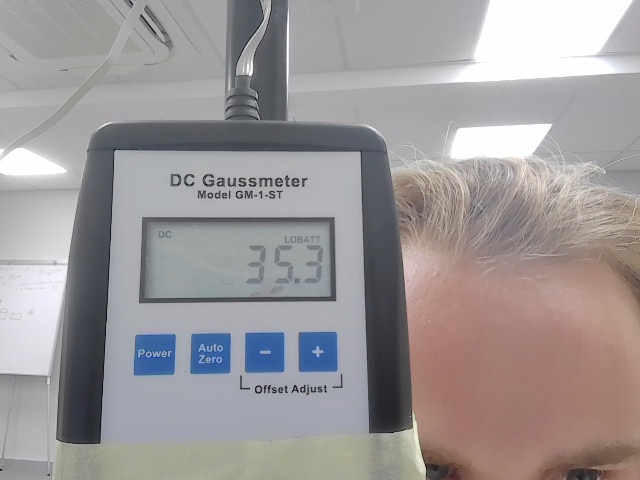 DC Gaussmeter
Model GM-1-ST
DC
LOBATT
35.3
Power
Auto
Zero
−
+
Offset Adjust